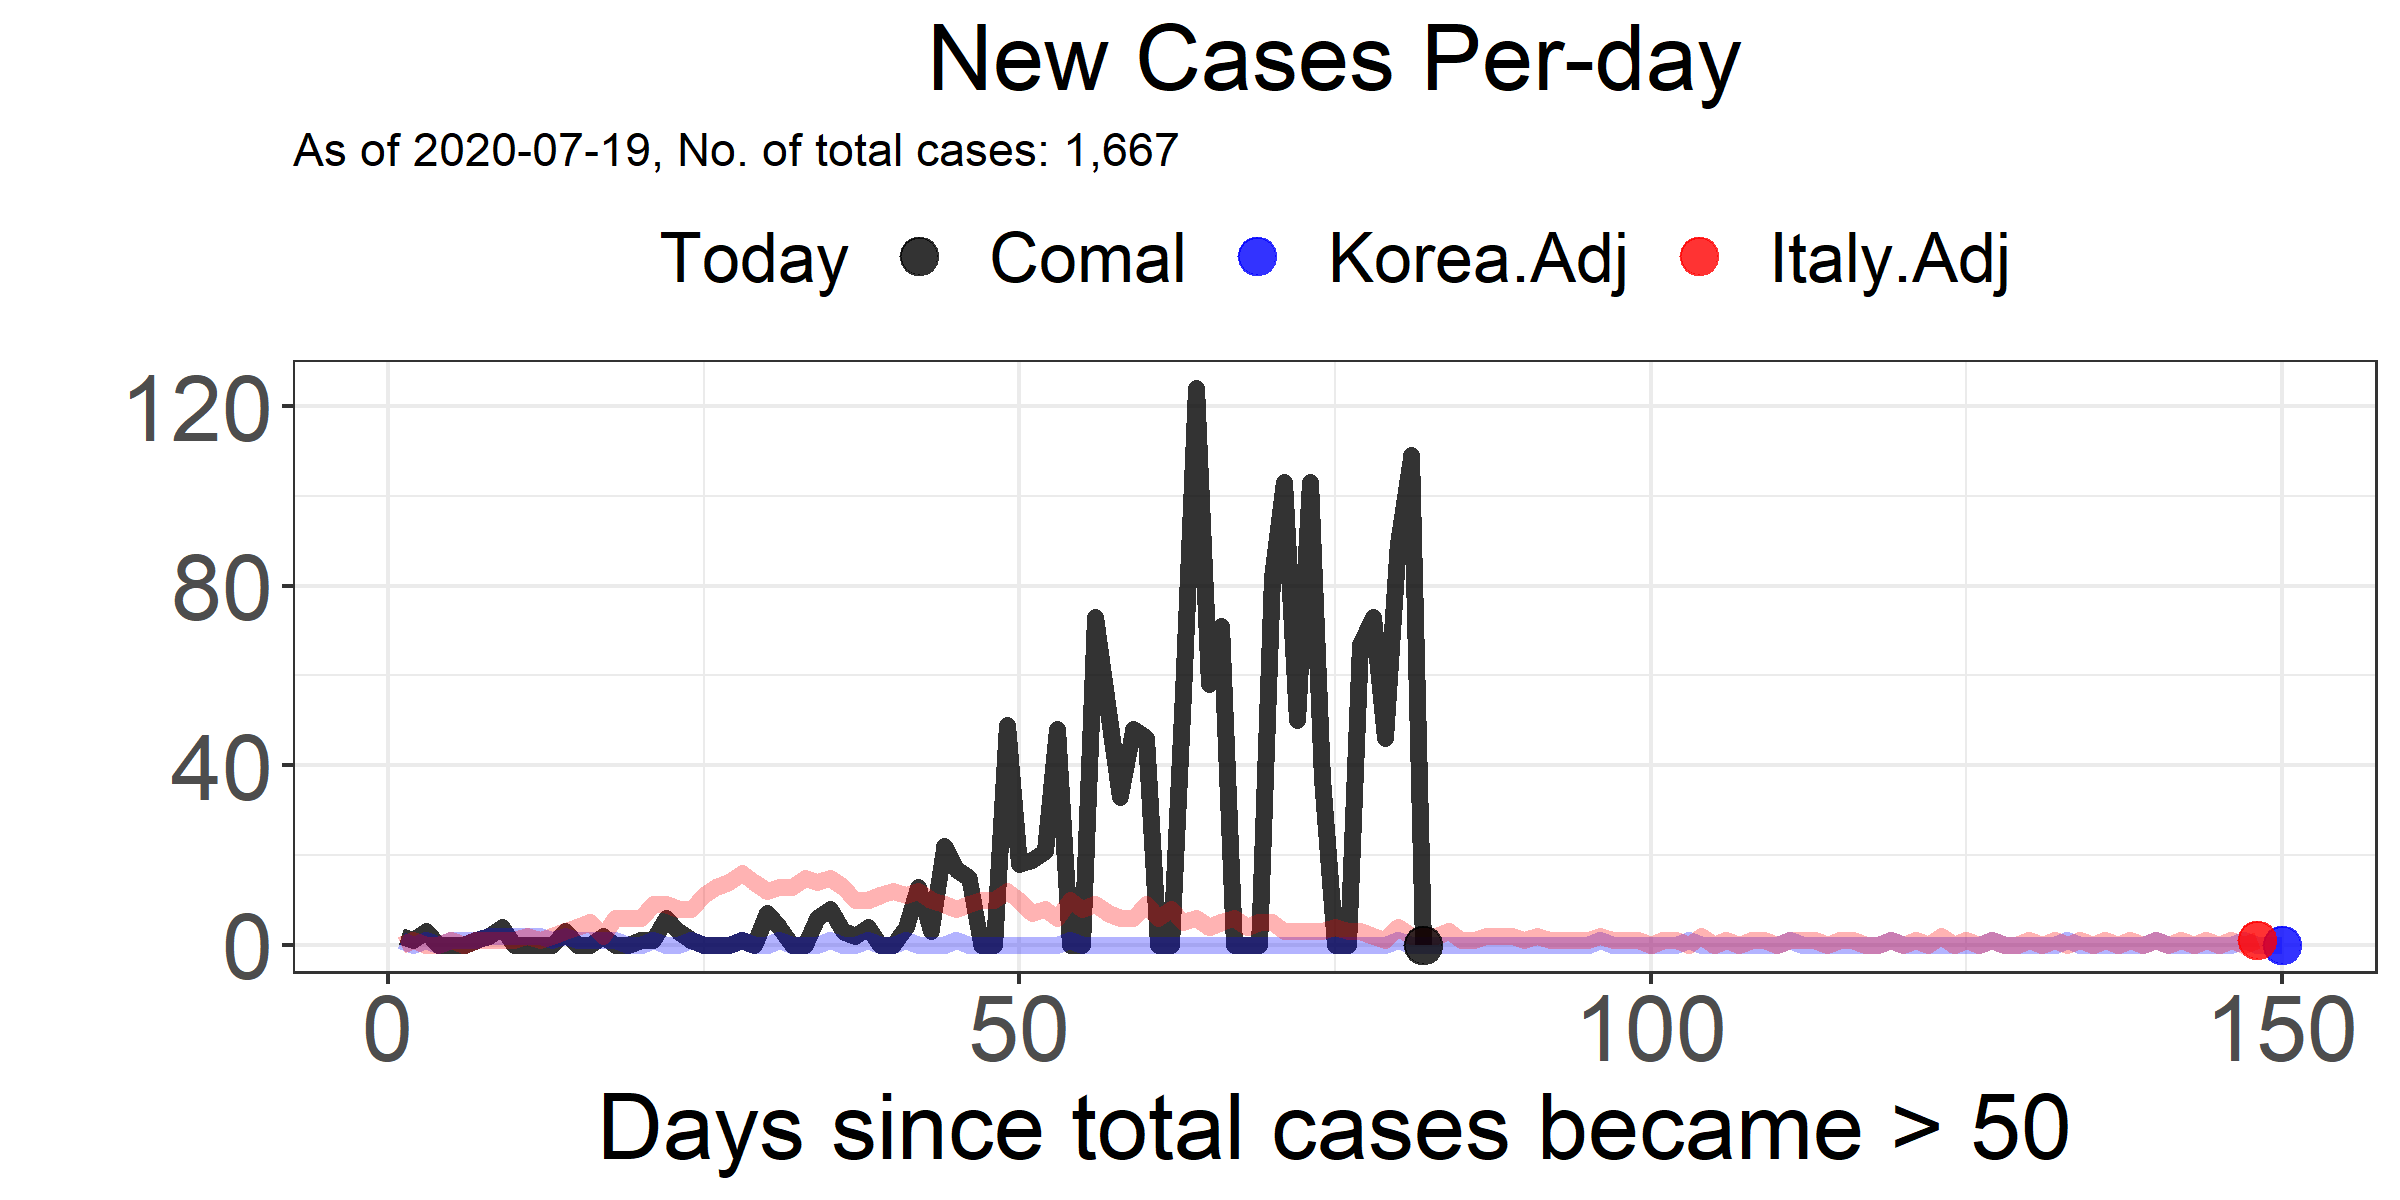 New Cases Per-day
As of 2020-07-19, No. of total cases: 1,667
Today Comal Korea.Adj Italy.Adj
120
80
40
0
0 50 100 150
Days since total cases became > 50